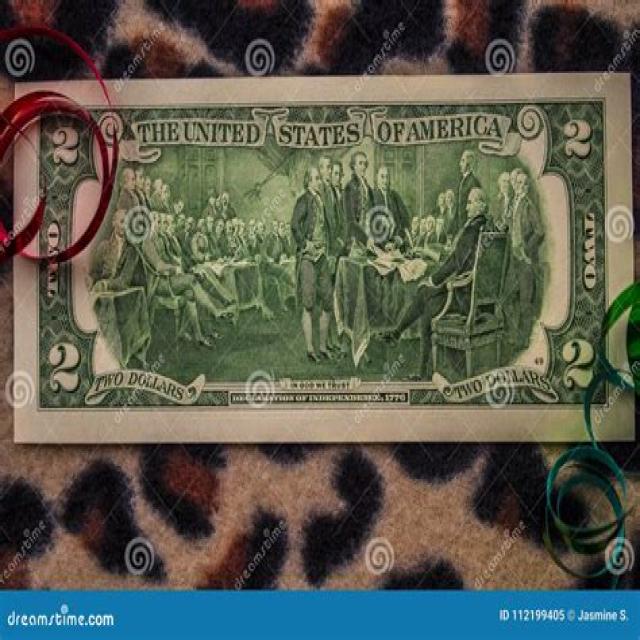 THE UNITED STATES OF AMERICA
2
2
TWO
TWO
2
2
TWO DOLLARS
TWO DOLLARS
IN GOD WE TRUST
DECLARATION OF INDEPENDENCE, 1776
dreamstime
dreamstime.com
ID 112199405 © Jasmine S.